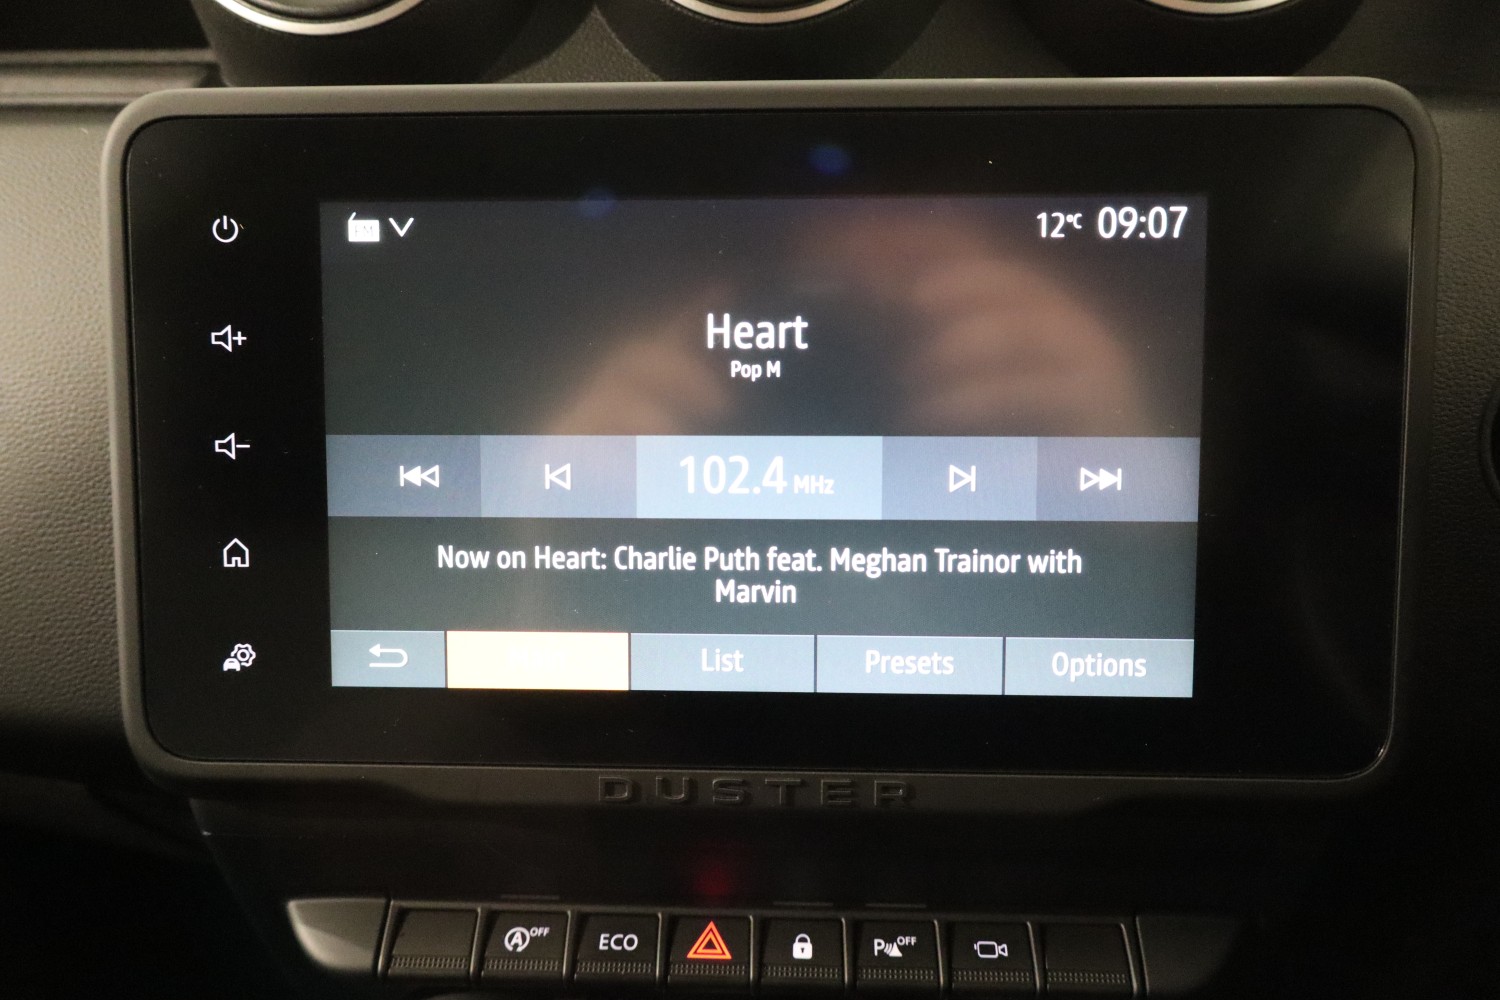 FM
12°C 09:07
Heart
Pop M
102.4 MHz
Now on Heart: Charlie Puth feat. Meghan Trainor with
Marvin
List Presets Options
DUSTER
A OFF ECO P OFF